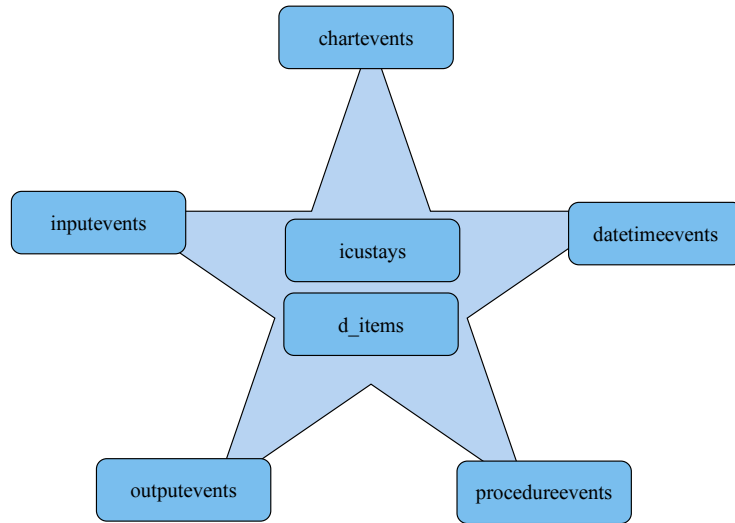 chartevents
inputevents
datetimeevents
icustays
d_items
outputevents
procedureevents